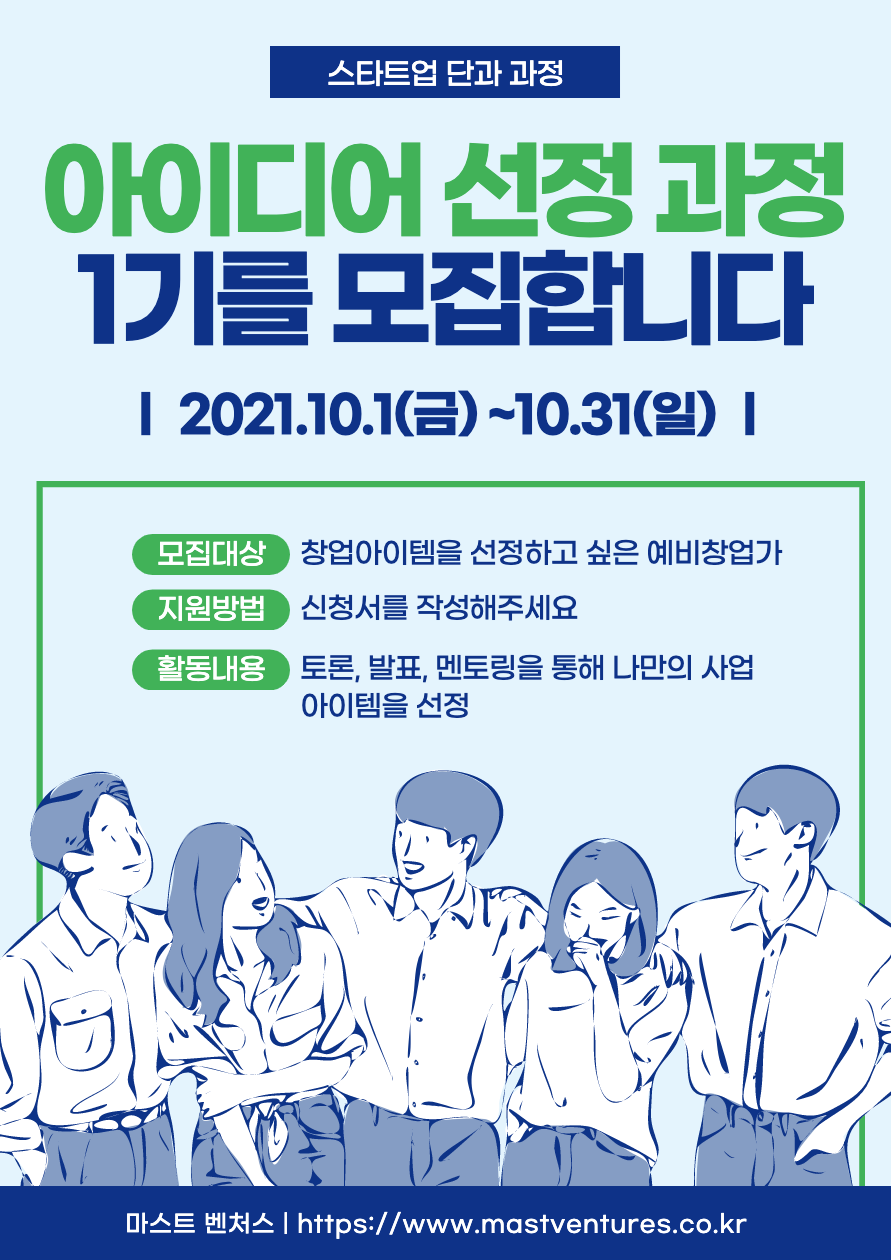 스타트업 단과 과정
아이디어 선정 과정
1기를 모집합니다
| 2021.10.1(금) ~10.31(일) |
모집대상 창업아이템을 선정하고 싶은 예비창업가
지원방법 신청서를 작성해주세요
활동내용 토론, 발표, 멘토링을 통해 나만의 사업
아이템을 선정
마스트 벤처스 | https://www.mastventures.co.kr